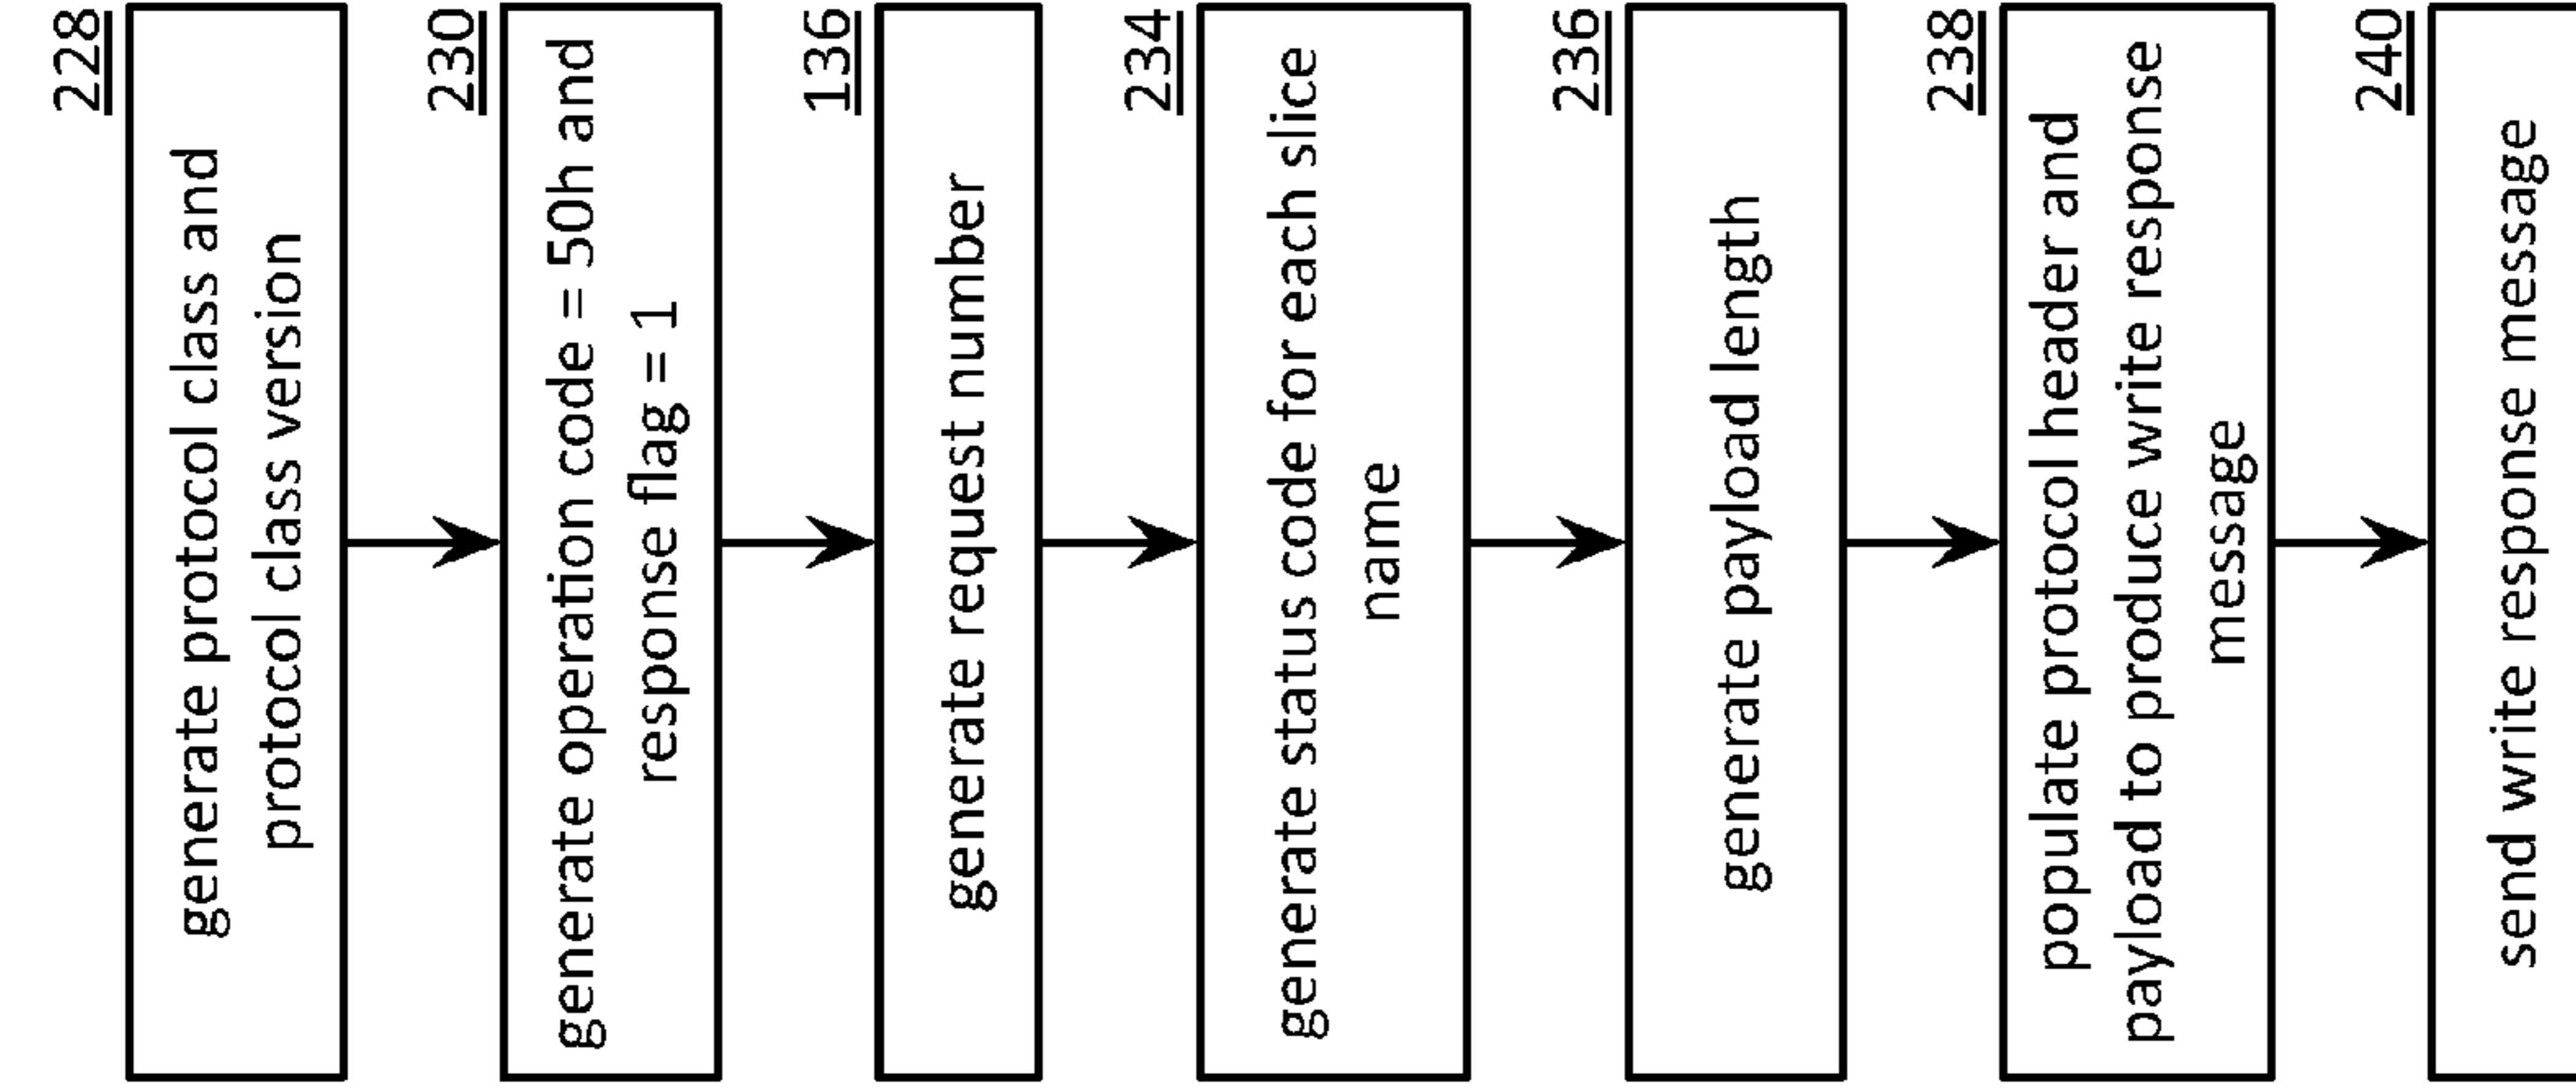 228
generate protocol class and
protocol class version
230
generate operation code = 50h and
response flag = 1
136
generate request number
234
generate status code for each slice
name
236
generate payload length
238
populate protocol header and
payload to produce write response
message
240
send write response message